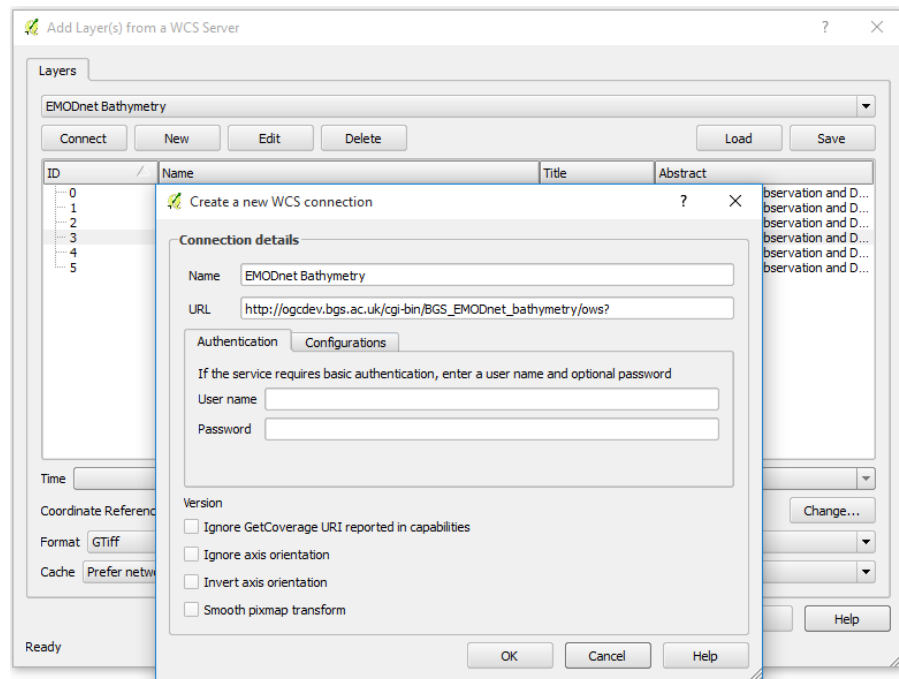 Add Layer(s) from a WCS Server ? ×
Layers
EMODnet Bathymetry
Connect New Edit Delete Load Save
ID Name Title Abstract
0 bservation and D...
1 bservation and D...
2 bservation and D...
3 bservation and D...
4 bservation and D...
5 bservation and D...
Create a new WCS connection ? ×
Connection details
Name EMODnet Bathymetry
URL http://ogcdev.bgs.ac.uk/cgi-bin/BGS_EMODnet_bathymetry/ows?
Authentication Configurations
If the service requires basic authentication, enter a user name and optional password
User name
Password
Version
Ignore GetCoverage URI reported in capabilities
Ignore axis orientation
Invert axis orientation
Smooth pixmap transform
OK Cancel Help
Time
Coordinate Referenc Change...
Format GTiff
Cache Prefer netw
Help
Ready